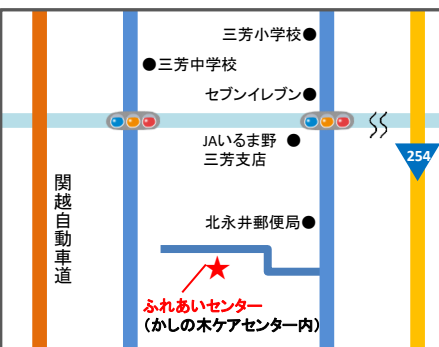 三芳小学校
三芳中学校
セブンイレブン
JAいるま野
三芳支店
254
関越自動車道
北永井郵便局
ふれあいセンター
(かしの木ケアセンター内)